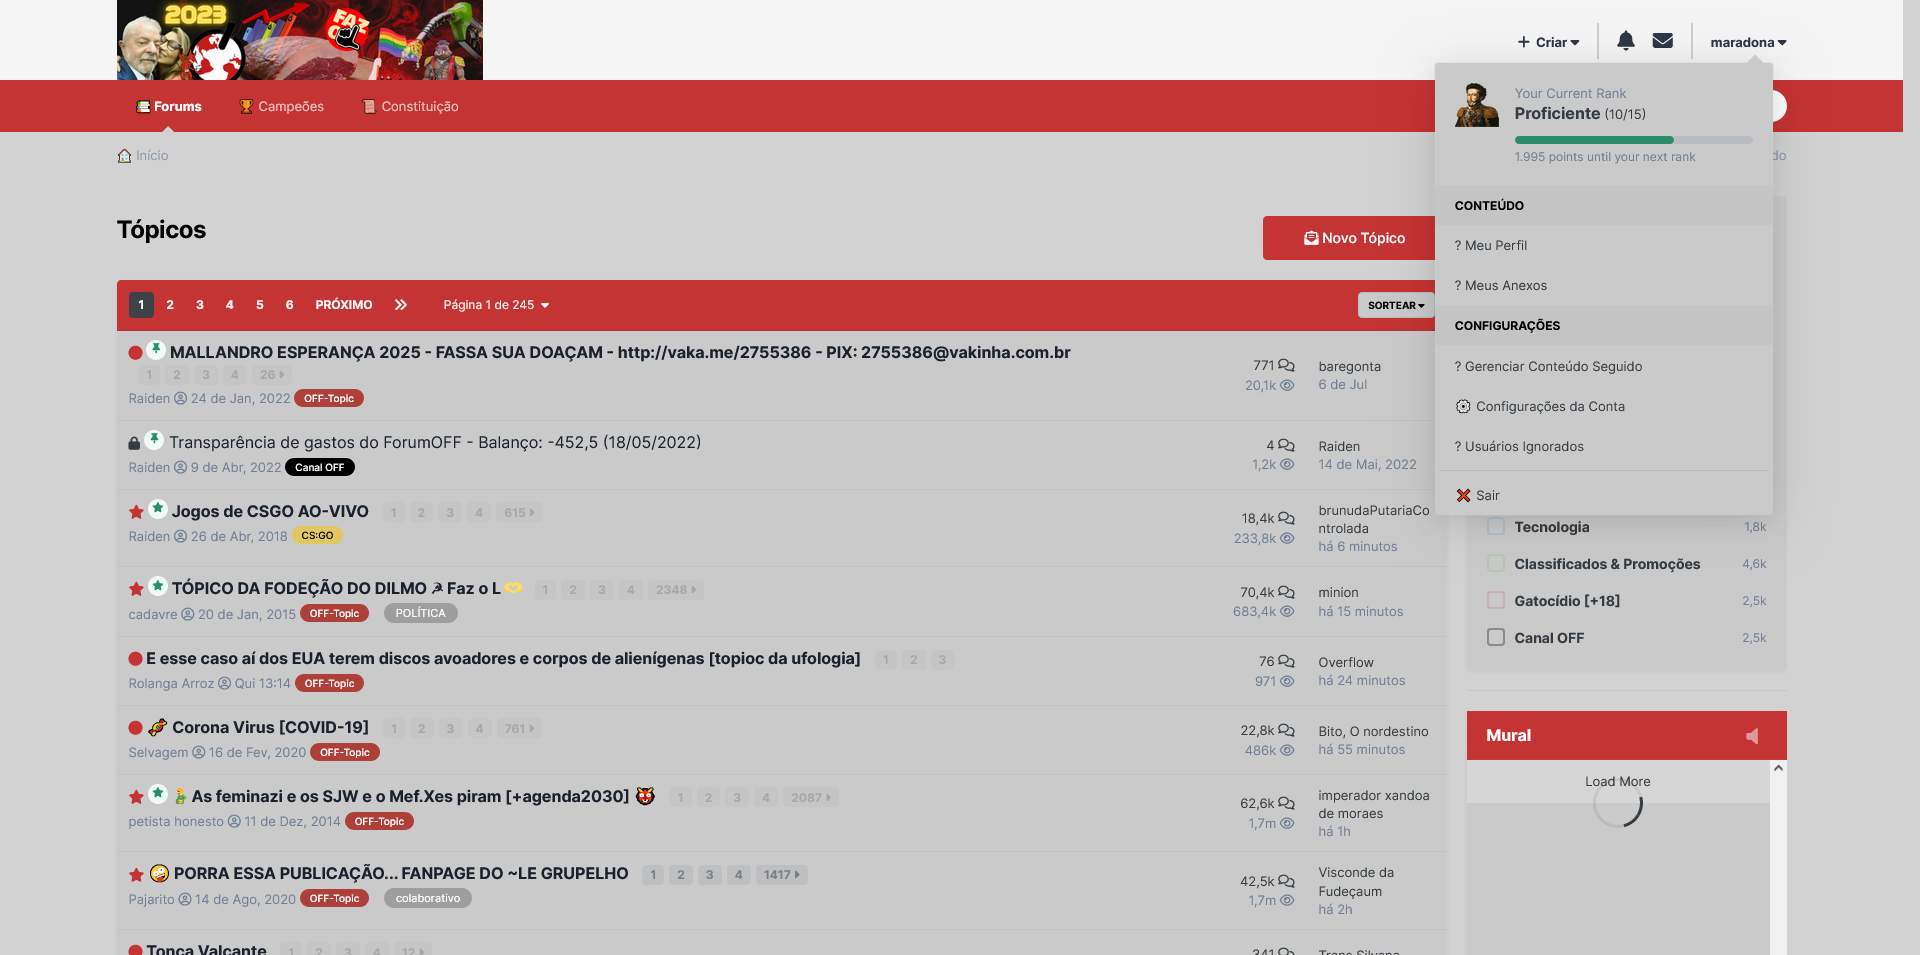 2023
FAZ
+ Criar
maradona
Forums
Campeões
Constituição
Your Current Rank
Proficiente (10/15)
1.995 points until your next rank
Início
do
CONTEÚDO
? Meu Perfil
? Meus Anexos
CONFIGURAÇÕES
? Gerenciar Conteúdo Seguido
Configurações da Conta
? Usuários Ignorados
Sair
Tópicos
Novo Tópico
1 2 3 4 5 6 PRÓXIMO Página 1 de 245
SORTEAR
MALLANDRO ESPERANÇA 2025 - FASSA SUA DOAÇAM - http://vaka.me/2755386 - PIX: 2755386@vakinha.com.br
1 2 3 4 26
Raiden 24 de Jan, 2022 OFF-Topic
771
20,1k
baregonta
6 de Jul
Transparência de gastos do ForumOFF - Balanço: -452,5 (18/05/2022)
Raiden 9 de Abr, 2022 Canal OFF
4
1,2k
Raiden
14 de Mai, 2022
Jogos de CSGO AO-VIVO 1 2 3 4 615
Raiden 26 de Abr, 2018 CS:GO
18,4k
233,8k
brunudaPutariaCo
ntrolada
há 6 minutos
TÓPICO DA FODEÇÃO DO DILMO Faz o L 1 2 3 4 2348
cadavre 20 de Jan, 2015 OFF-Topic POLÍTICA
70,4k
683,4k
minion
há 15 minutos
E esse caso aí dos EUA terem discos avoadores e corpos de alienígenas [topioc da ufologia] 1 2 3
Rolanga Arroz Qui 13:14 OFF-Topic
76
971
Overflow
há 24 minutos
Corona Virus [COVID-19] 1 2 3 4 761
Selvagem 16 de Fev, 2020 OFF-Topic
22,8k
486k
Bito, O nordestino
há 55 minutos
As feminazi e os SJW e o Mef.Xes piram [+agenda2030] 1 2 3 4 2087
petista honesto 11 de Dez, 2014 OFF-Topic
62,6k
1,7m
imperador xandoa
de moraes
há 1h
PORRA ESSA PUBLICAÇÃO... FANPAGE DO ~LE GRUPELHO 1 2 3 4 1417
Pajarito 14 de Ago, 2020 OFF-Topic colaborativo
42,5k
1,7m
Visconde da
Fudeçaum
há 2h
Tonca Valcante 1 2 3 4 12
341
Trans Silvana
Tecnologia 1,8k
Classificados & Promoções 4,6k
Gatocídio [+18] 2,5k
Canal OFF 2,5k
Mural
Load More